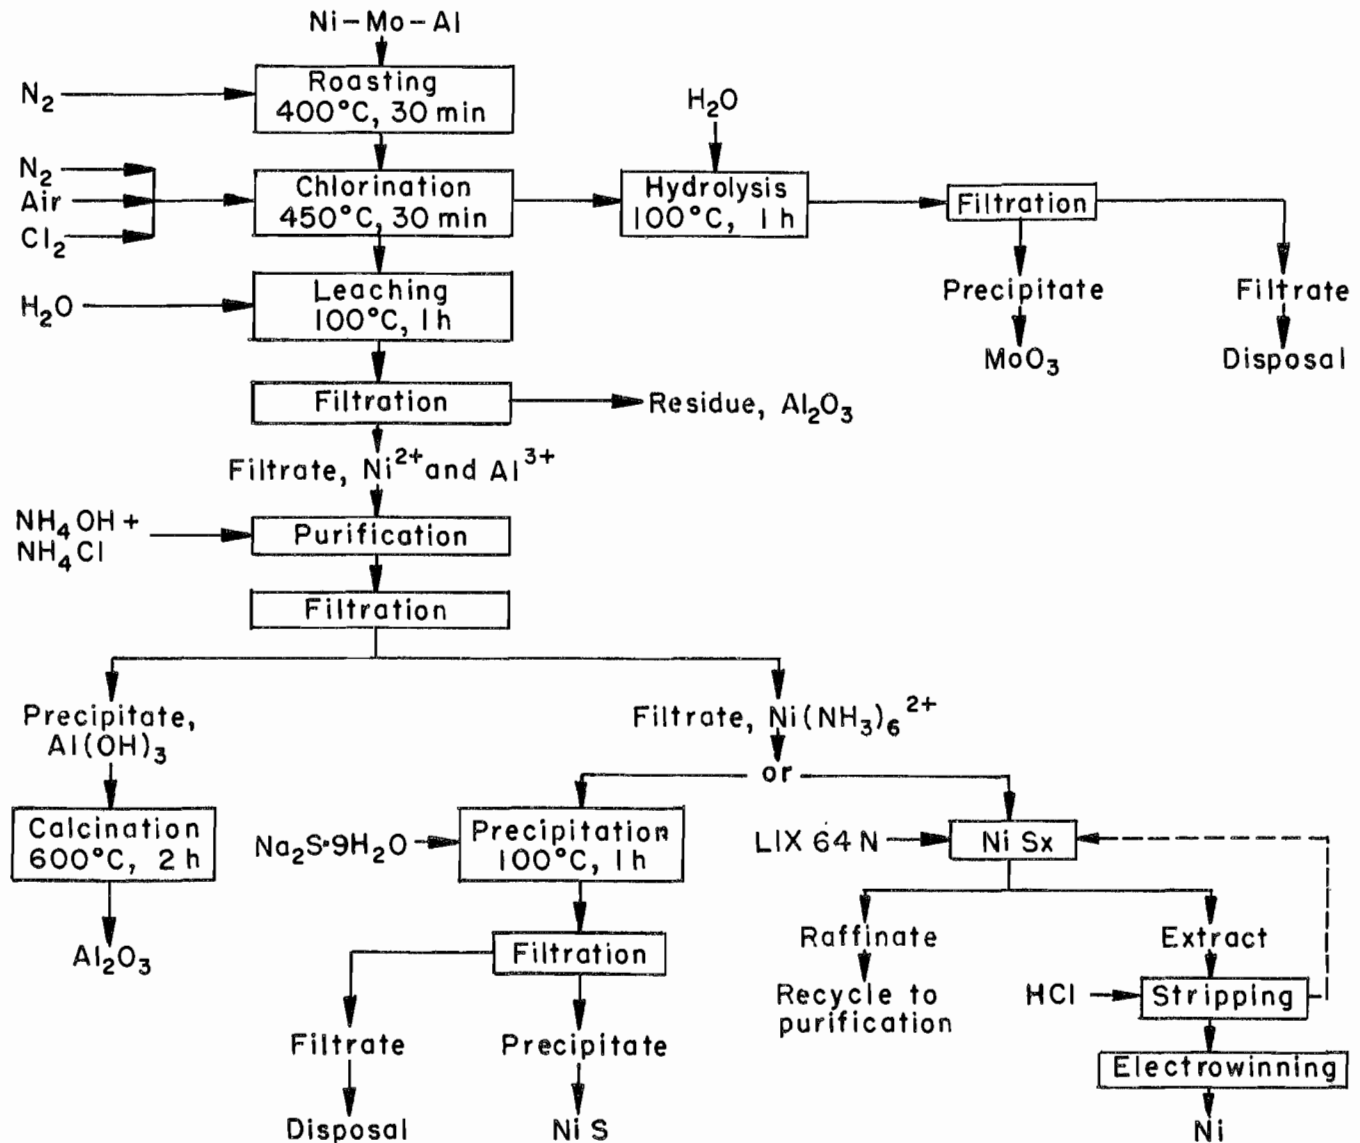 Ni-Mo-Al
N2
Roasting
400°C, 30 min
N2
Air
Cl2
Chlorination
450°C, 30 min
H2O
Hydrolysis
100°C, 1 h
Filtration
Precipitate
MoO3
Filtrate
Disposal
H2O
Leaching
100°C, 1 h
Filtration
Residue, Al2O3
Filtrate, Ni2+ and Al3+
NH4OH +
NH4Cl
Purification
Filtration
Precipitate,
Al(OH)3
Calcination
600°C, 2 h
Al2O3
Filtrate, Ni(NH3)6 2+
or
Na2S·9H2O
Precipitation
100°C, 1 h
Filtration
Filtrate
Disposal
Precipitate
Ni S
LIX 64 N
Ni Sx
Raffinate
Recycle to
purification
Extract
HCl
Stripping
Electrowinning
Ni